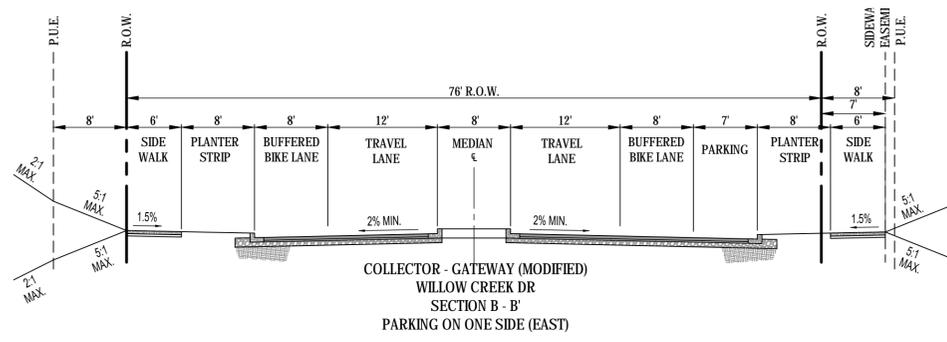 P.U.E.
R.O.W.
R.O.W.
SIDEWA
EASEM
P.U.E.
76' R.O.W.
8'
7'
8'
6'
8'
8'
12'
8'
12'
8'
7'
8'
6'
SIDE
WALK
PLANTER
STRIP
BUFFERED
BIKE LANE
TRAVEL
LANE
MEDIAN
℄
TRAVEL
LANE
BUFFERED
BIKE LANE
PARKING
PLANTER
STRIP
SIDE
WALK
2:1
MAX.
5:1
MAX.
1.5%
2% MIN.
2% MIN.
1.5%
5:1
MAX.
5:1
MAX.
2:1
MAX.
5:1
MAX.
COLLECTOR - GATEWAY (MODIFIED)
WILLOW CREEK DR
SECTION B - B'
PARKING ON ONE SIDE (EAST)